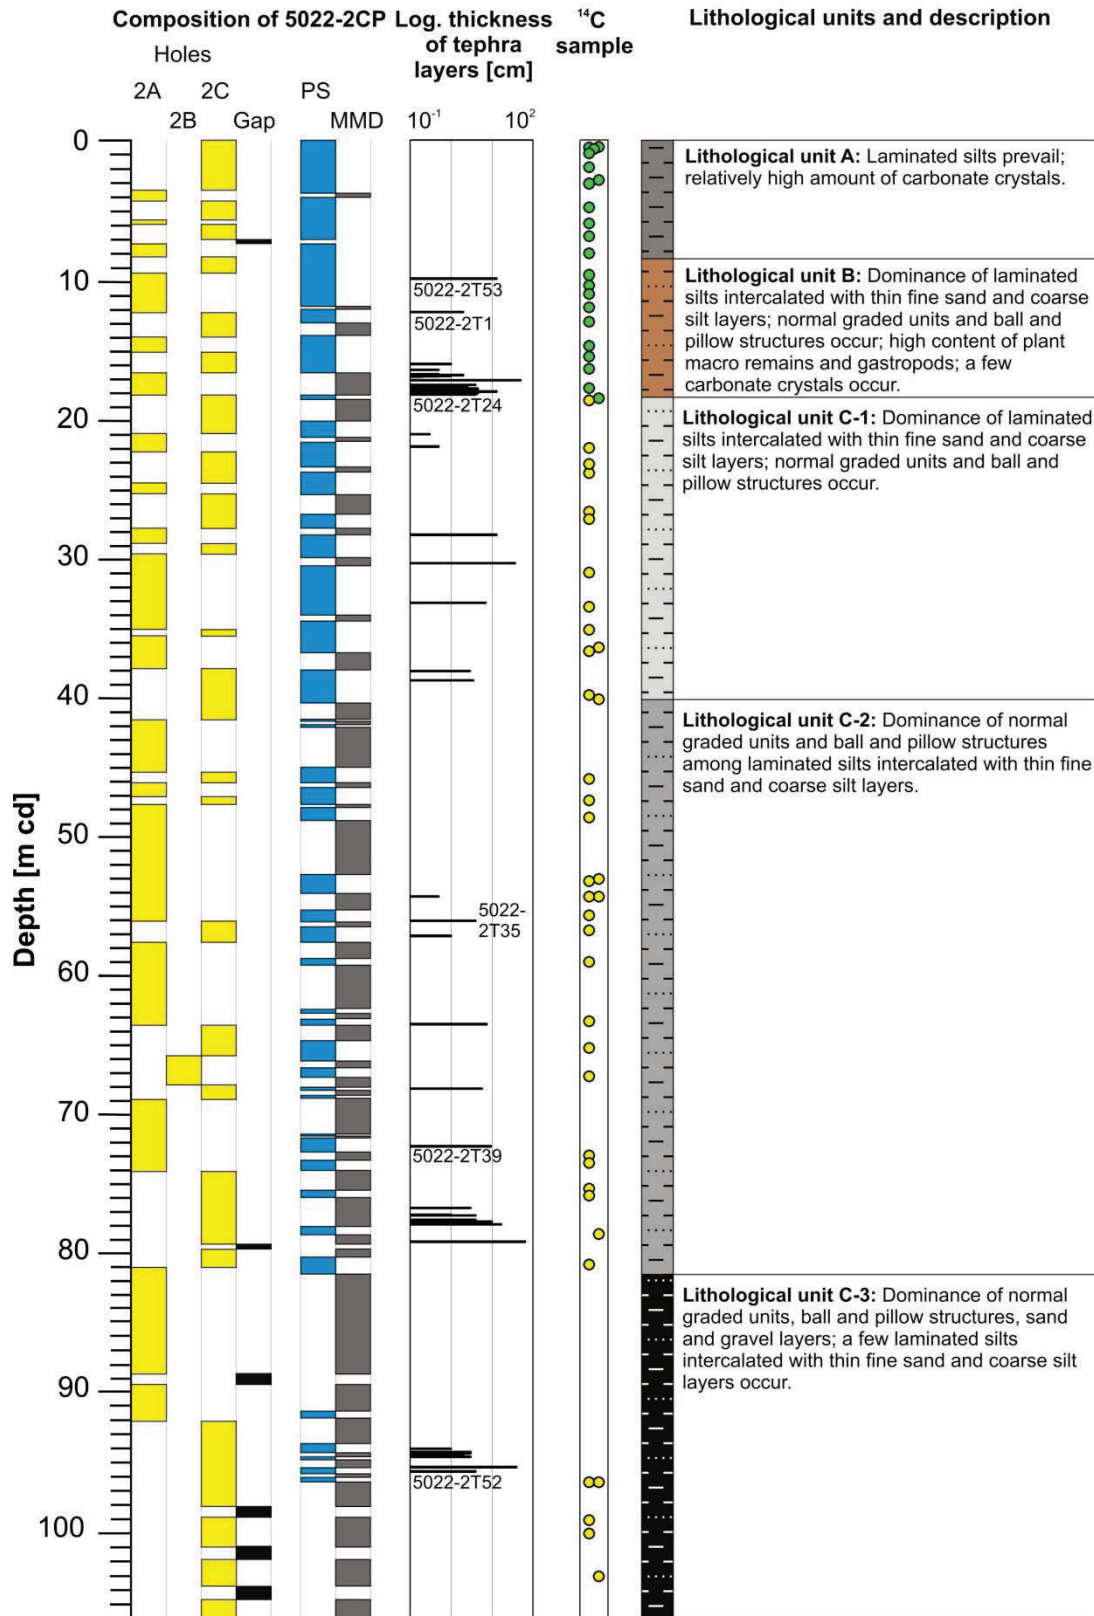 Composition of 5022-2CP
Log. thickness
of tephra
layers [cm]
¹⁴C
sample
Lithological units and description
Holes
2A
2B
2C
Gap
PS
MMD
10⁻¹
10²
Depth [m cd]
0
10
20
30
40
50
60
70
80
90
100
5022-2T53
5022-2T1
5022-2T24
5022-
2T35
5022-2T39
5022-2T52
Lithological unit A: Laminated silts prevail;
relatively high amount of carbonate crystals.
Lithological unit B: Dominance of laminated
silts intercalated with thin fine sand and coarse
silt layers; normal graded units and ball and
pillow structures occur; high content of plant
macro remains and gastropods; a few
carbonate crystals occur.
Lithological unit C-1: Dominance of laminated
silts intercalated with thin fine sand and coarse
silt layers; normal graded units and ball and
pillow structures occur.
Lithological unit C-2: Dominance of normal
graded units and ball and pillow structures
among laminated silts intercalated with thin fine
sand and coarse silt layers.
Lithological unit C-3: Dominance of normal
graded units, ball and pillow structures, sand
and gravel layers; a few laminated silts
intercalated with thin fine sand and coarse silt
layers occur.